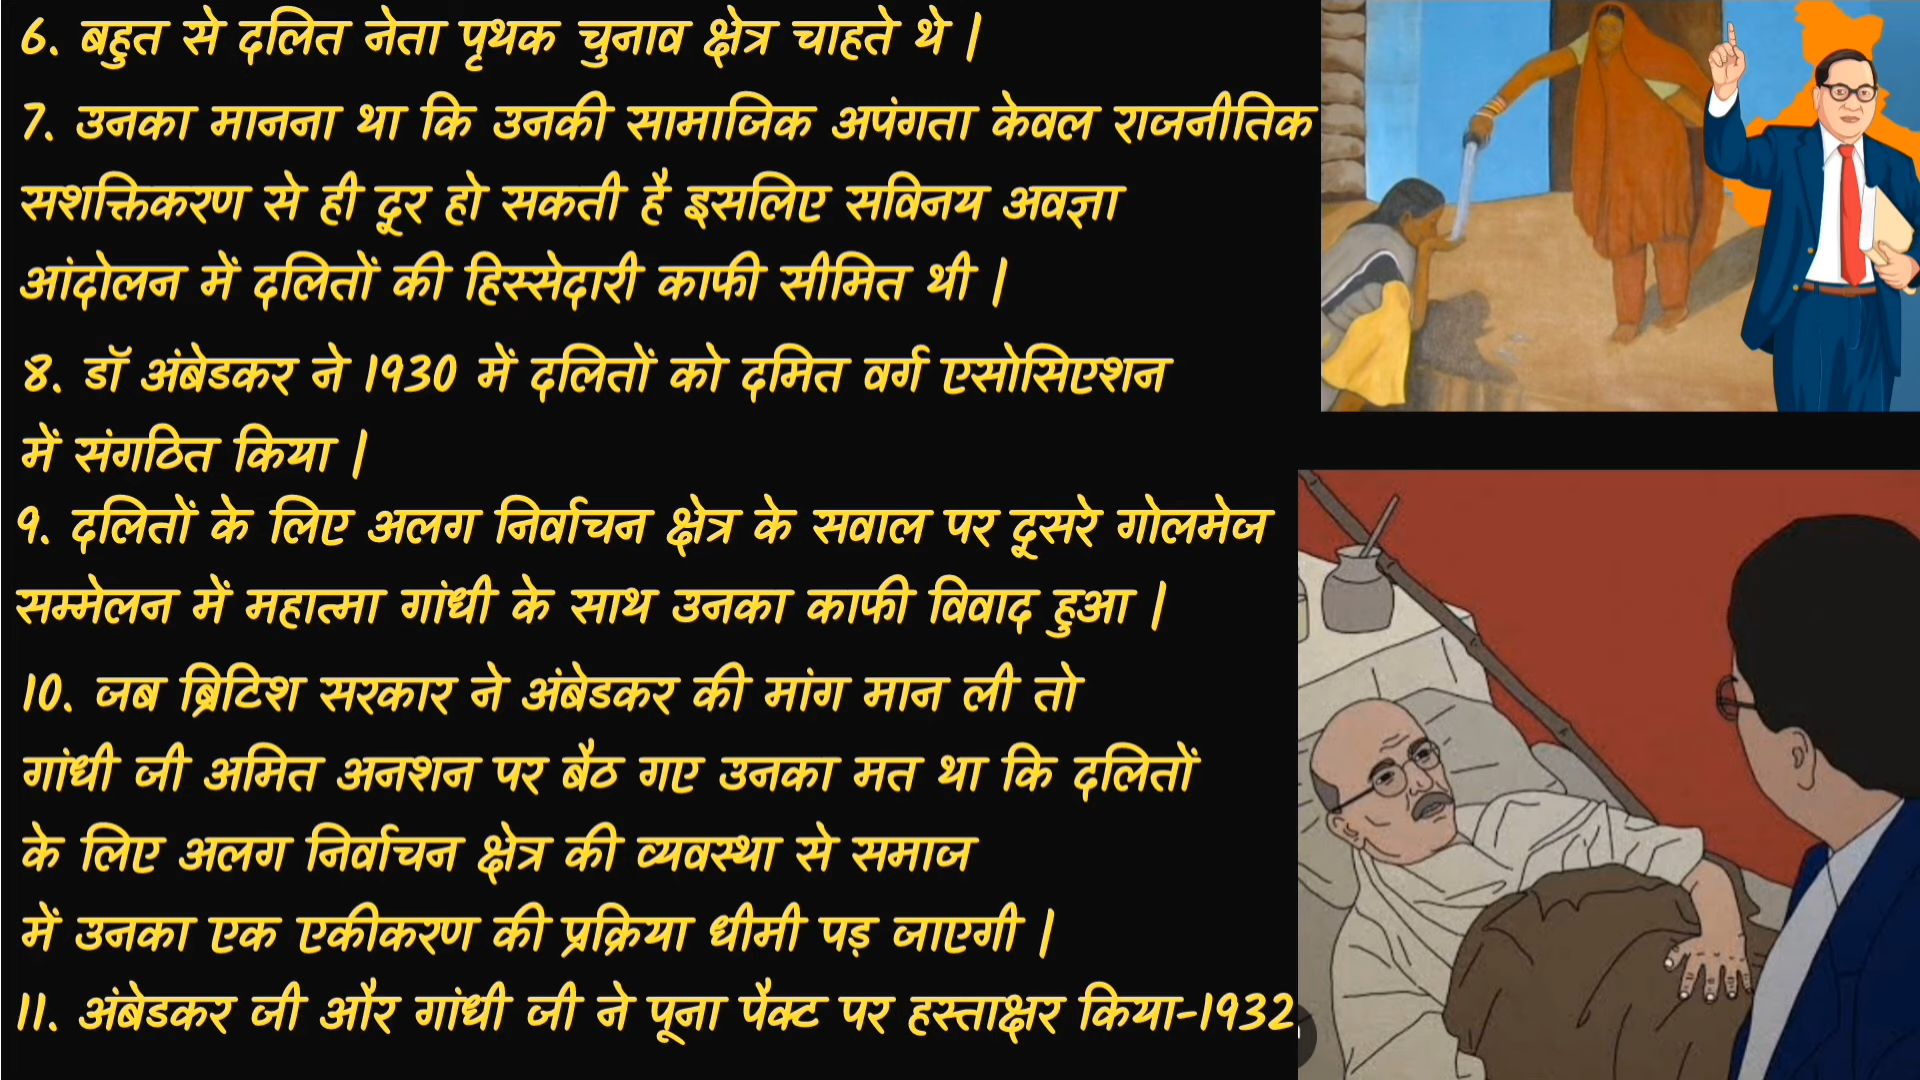 6. बहुत से दलित नेता पृथक चुनाव क्षेत्र चाहते थे |
7. उनका मानना था कि उनकी सामाजिक अपंगता केवल राजनीतिक
सशक्तिकरण से ही दूर हो सकती है इसलिए सविनय अवज्ञा
आंदोलन में दलितों की हिस्सेदारी काफी सीमित थी |
8. डॉ अंबेडकर ने 1930 में दलितों को दमित वर्ग एसोसिएशन
में संगठित किया |
9. दलितों के लिए अलग निर्वाचन क्षेत्र के सवाल पर दूसरे गोलमेज
सम्मेलन में महात्मा गांधी के साथ उनका काफी विवाद हुआ |
10. जब ब्रिटिश सरकार ने अंबेडकर की मांग मान ली तो
गांधी जी अमित अनशन पर बैठ गए उनका मत था कि दलितों
के लिए अलग निर्वाचन क्षेत्र की व्यवस्था से समाज
में उनका एक एकीकरण की प्रक्रिया धीमी पड़ जाएगी |
11. अंबेडकर जी और गांधी जी ने पूना पैक्ट पर हस्ताक्षर किया-1932